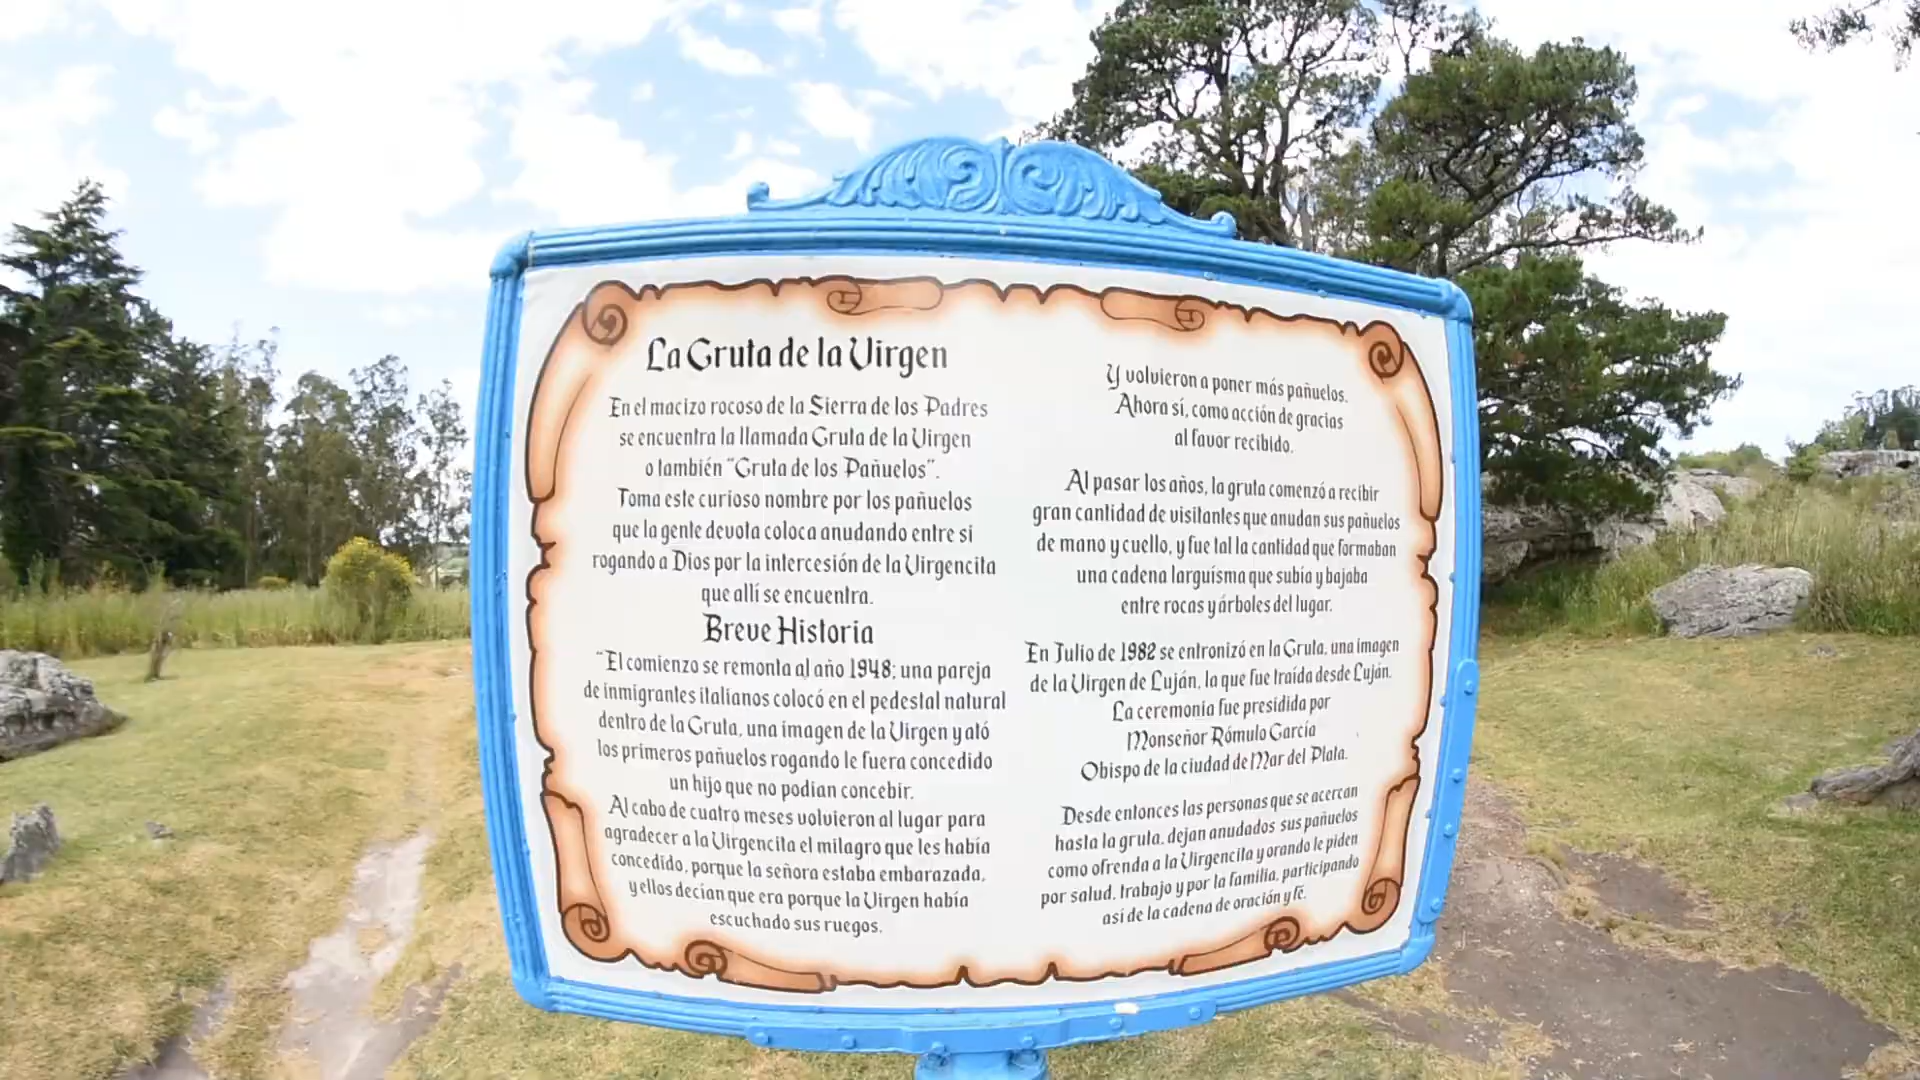 La Gruta de la Virgen
En el macizo rocoso de la Sierra de los Padres
se encuentra la llamada Gruta de la Virgen
o también "Gruta de los Pañuelos".
Toma este curioso nombre por los pañuelos
que la gente devota coloca anudando entre si
rogando a Dios por la intercesión de la Virgencita
que allí se encuentra.
Breve Historia
"El comienzo se remonta al año 1948; una pareja
de inmigrantes italianos colocó en el pedestal natural
dentro de la Gruta, una imagen de la Virgen y ató
los primeros pañuelos rogando le fuera concedido
un hijo que no podían concebir.
Al cabo de cuatro meses volvieron al lugar para
agradecer a la Virgencita el milagro que les había
concedido, porque la señora estaba embarazada,
y ellos decían que era porque la Virgen había
escuchado sus ruegos.
Y volvieron a poner más pañuelos.
Ahora sí, como acción de gracias
al favor recibido.
Al pasar los años, la gruta comenzó a recibir
gran cantidad de visitantes que anudan sus pañuelos
de mano y cuello, y fue tal la cantidad que formaban
una cadena larguísma que subía y bajaba
entre rocas y árboles del lugar.
En Julio de 1982 se entronizó en la Gruta, una imagen
de la Virgen de Luján, la que fue traída desde Luján.
La ceremonia fue presidida por
Monseñor Rómulo García
Obispo de la ciudad de Mar del Plata.
Desde entonces las personas que se acercan
hasta la gruta, dejan anudados sus pañuelos
como ofrenda a la Virgencita y orando le piden
por salud, trabajo y por la familia, participando
así de la cadena de oración y fé.